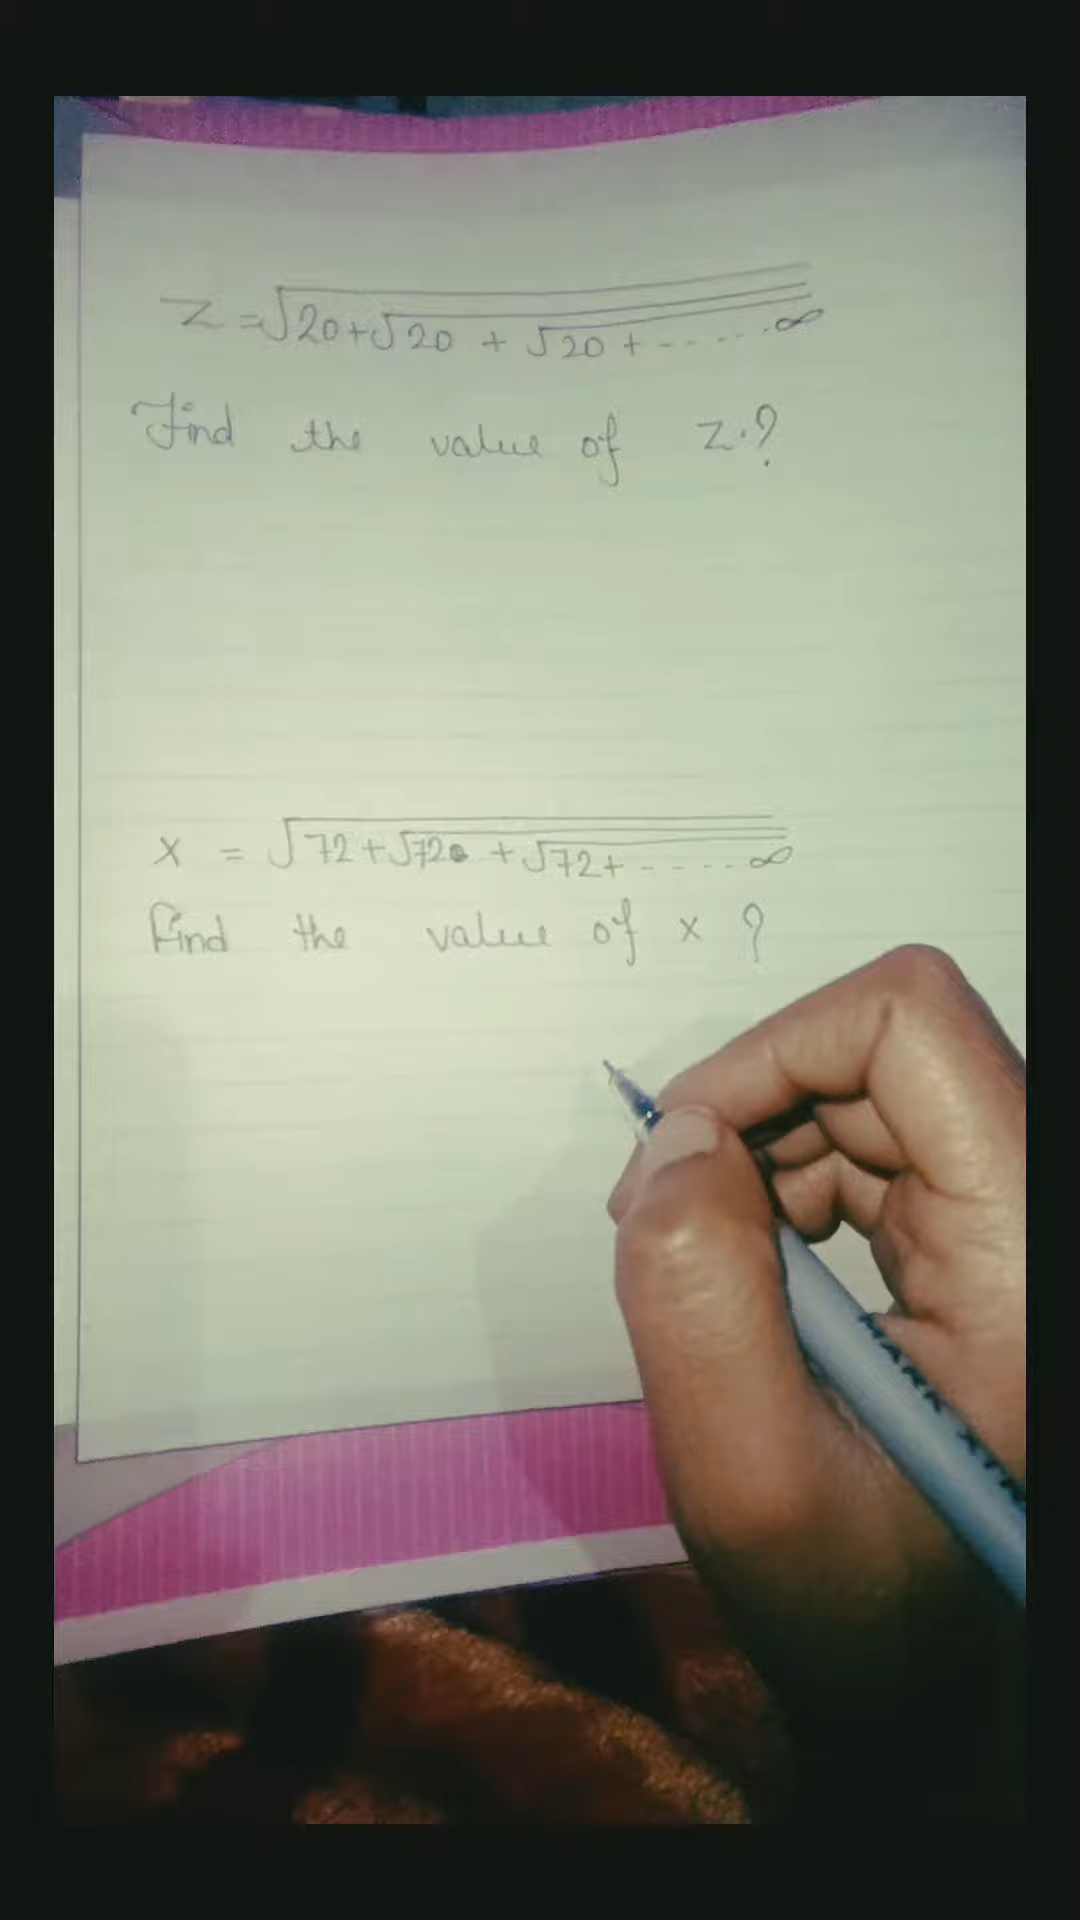 Z = √20+√20 + √20 + - - - - - ∞
Find the value of Z.?
x = √72+√72 + √72+ - - - - - ∞
Find the value of x ?